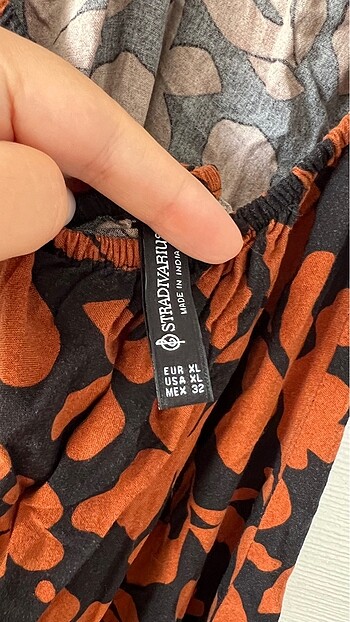 STRADIVARIUS
MADE IN INDIA
EUR XL
USA XL
MEX 32